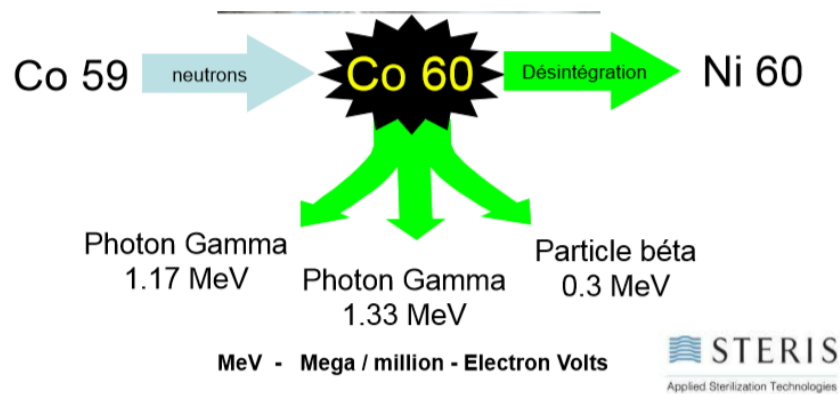 Co 59
neutrons
Co 60
Désintégration
Ni 60
Photon Gamma
1.17 MeV
Photon Gamma
1.33 MeV
Particle béta
0.3 MeV
MeV - Mega / million - Electron Volts
STERIS
Applied Sterilization Technologies